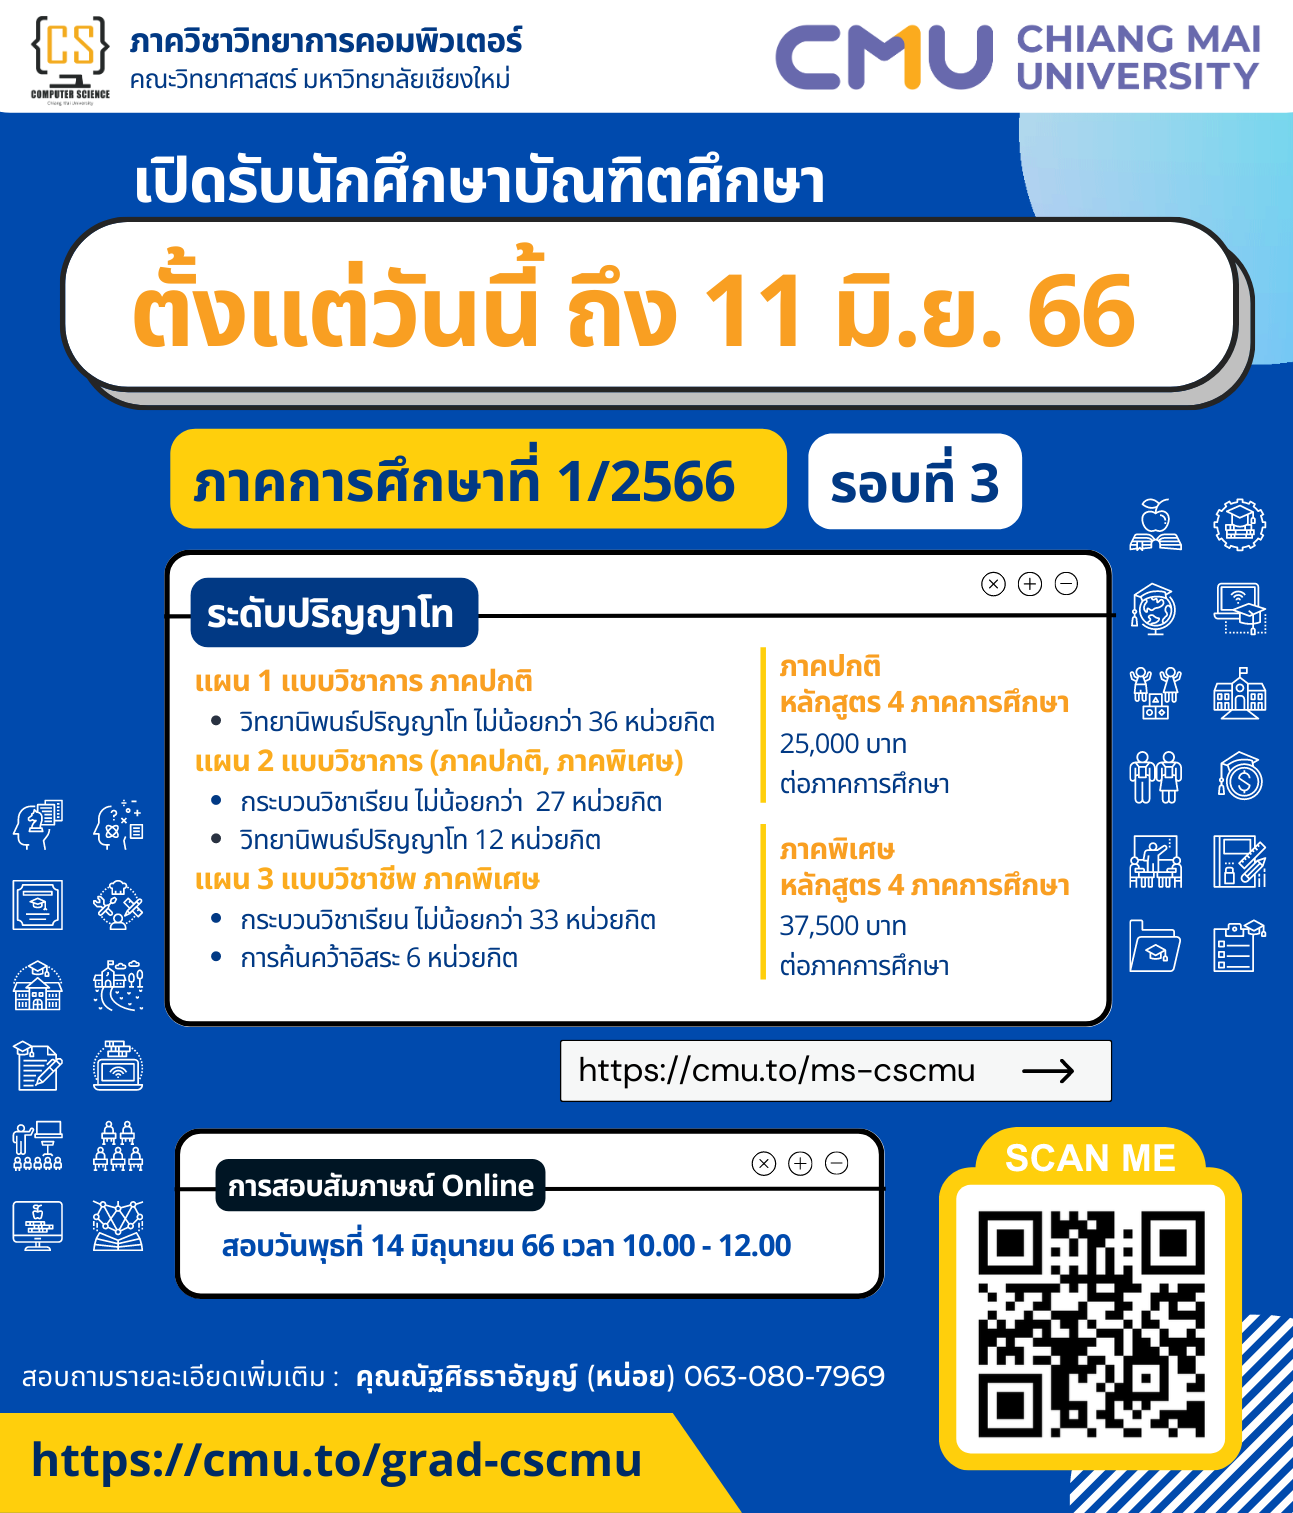 CS
COMPUTER SCIENCE
Chiang Mai University
ภาควิชาวิทยาการคอมพิวเตอร์
คณะวิทยาศาสตร์ มหาวิทยาลัยเชียงใหม่
CMU
CHIANG MAI
UNIVERSITY
เปิดรับนักศึกษาบัณฑิตศึกษา
ตั้งแต่วันนี้ ถึง 11 มิ.ย. 66
ภาคการศึกษาที่ 1/2566
รอบที่ 3
ระดับปริญญาโท
แผน 1 แบบวิชาการ ภาคปกติ
• วิทยานิพนธ์ปริญญาโท ไม่น้อยกว่า 36 หน่วยกิต
แผน 2 แบบวิชาการ (ภาคปกติ, ภาคพิเศษ)
• กระบวนวิชาเรียน ไม่น้อยกว่า 27 หน่วยกิต
• วิทยานิพนธ์ปริญญาโท 12 หน่วยกิต
แผน 3 แบบวิชาชีพ ภาคพิเศษ
• กระบวนวิชาเรียน ไม่น้อยกว่า 33 หน่วยกิต
• การค้นคว้าอิสระ 6 หน่วยกิต
ภาคปกติ
หลักสูตร 4 ภาคการศึกษา
25,000 บาท
ต่อภาคการศึกษา
ภาคพิเศษ
หลักสูตร 4 ภาคการศึกษา
37,500 บาท
ต่อภาคการศึกษา
https://cmu.to/ms-cscmu
การสอบสัมภาษณ์ Online
สอบวันพุธที่ 14 มิถุนายน 66 เวลา 10.00 - 12.00
SCAN ME
สอบถามรายละเอียดเพิ่มเติม : คุณณัฐศิธธาอัญญ์ (หน่อย) 063-080-7969
https://cmu.to/grad-cscmu